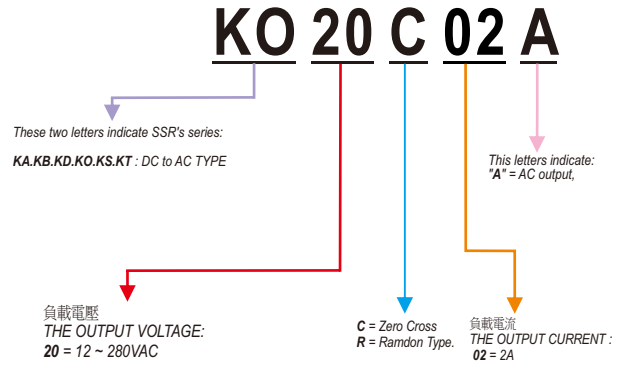 KO 20 C 02 A
These two letters indicate SSR's series:
KA.KB.KD.KO.KS.KT : DC to AC TYPE
This letters indicate:
"A" = AC output,
負載電壓
THE OUTPUT VOLTAGE:
20 = 12 ~ 280VAC
C = Zero Cross
R = Ramdon Type.
負載電流
THE OUTPUT CURRENT :
02 = 2A